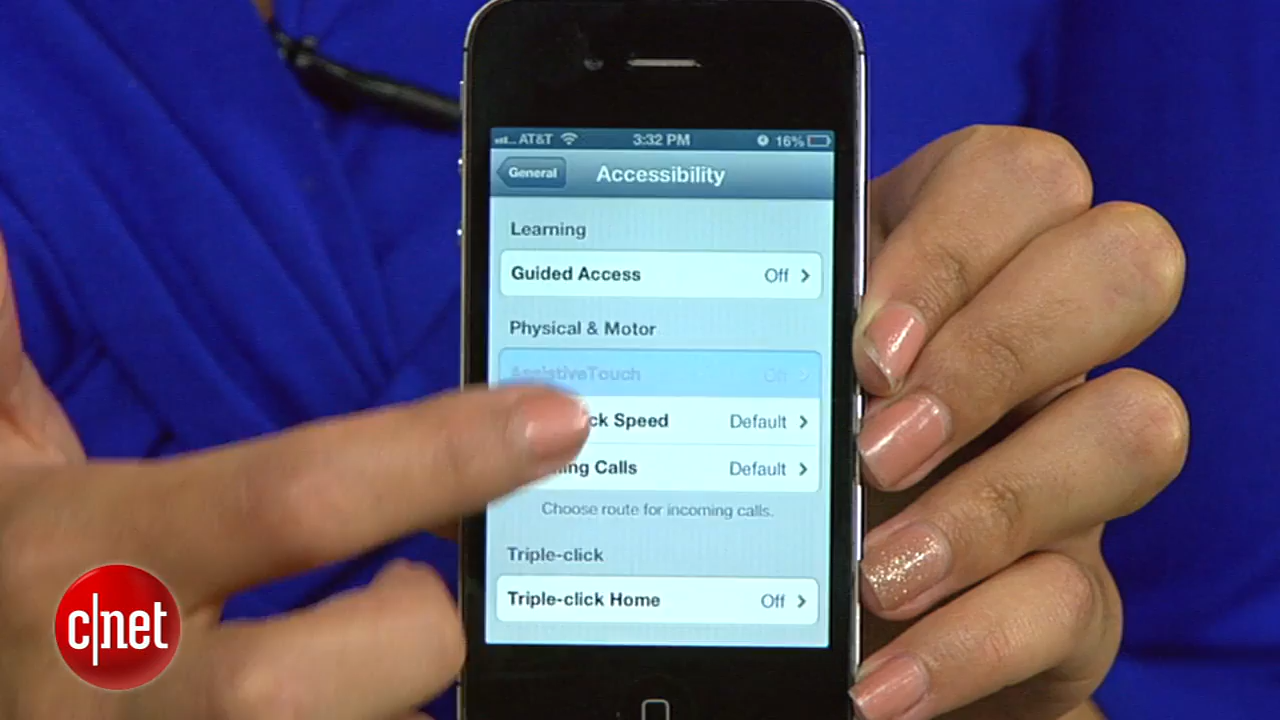 AT&T 3:32 PM 16%
General Accessibility
Learning
Guided Access Off
Physical & Motor
AssistiveTouch Off
ck Speed Default
ing Calls Default
Choose route for incoming calls.
Triple-click
Triple-click Home Off
c|net